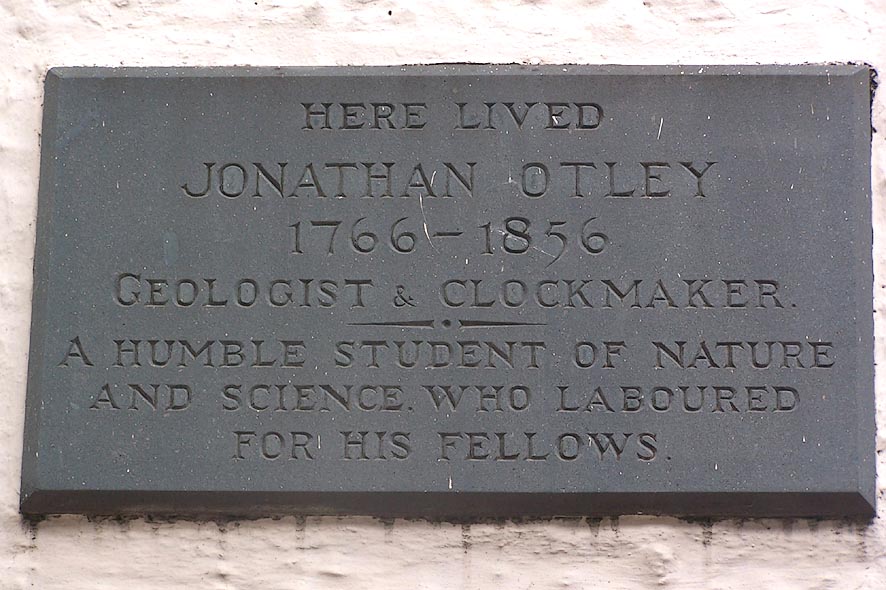 HERE LIVED
JONATHAN OTLEY
1766 – 1856
GEOLOGIST & CLOCKMAKER.
A HUMBLE STUDENT OF NATURE
AND SCIENCE. WHO LABOURED
FOR HIS FELLOWS.